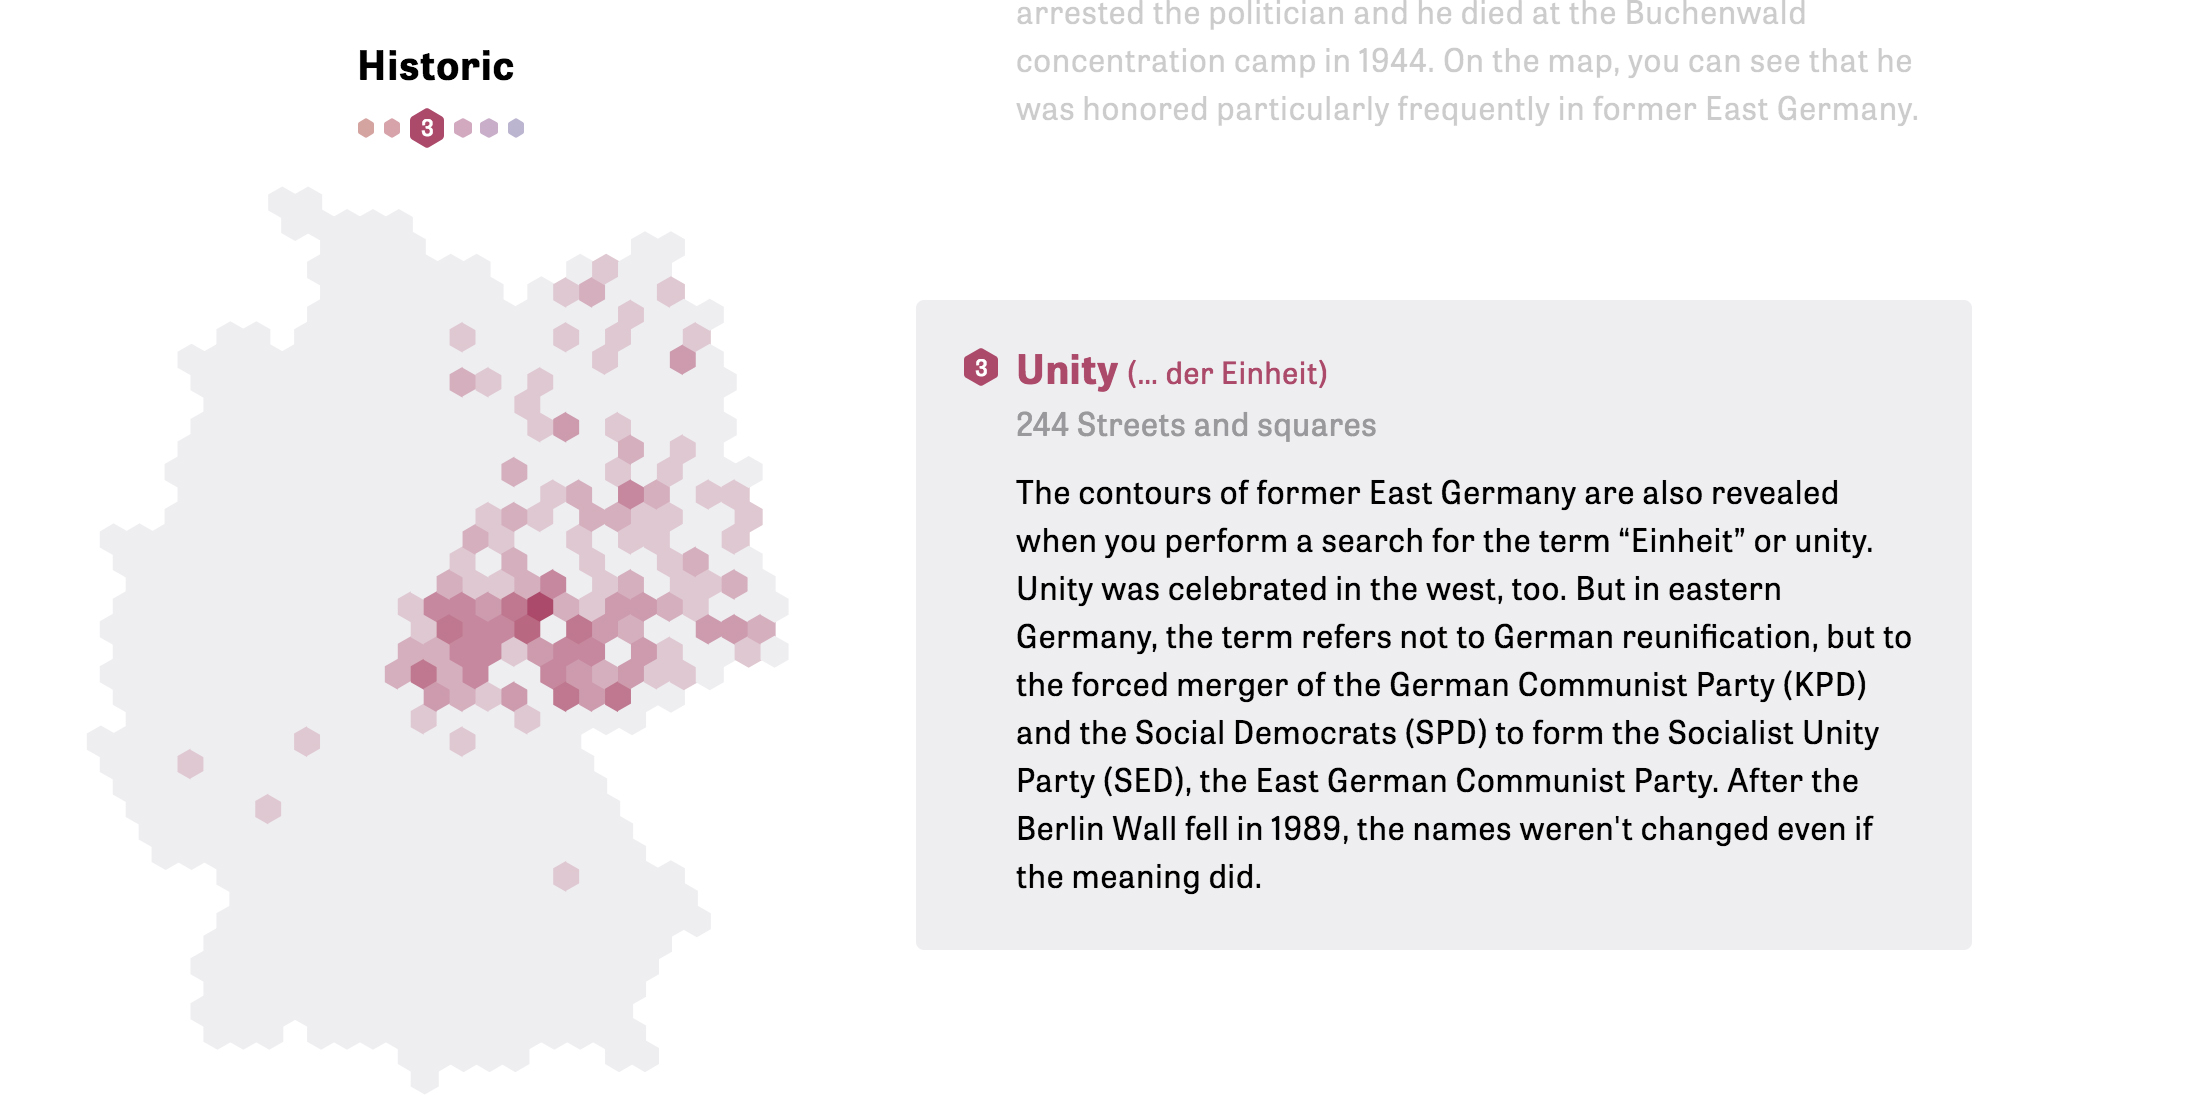 Historic
3
arrested the politician and he died at the Buchenwald
concentration camp in 1944. On the map, you can see that he
was honored particularly frequently in former East Germany.
3 Unity (... der Einheit)
244 Streets and squares
The contours of former East Germany are also revealed
when you perform a search for the term “Einheit” or unity.
Unity was celebrated in the west, too. But in eastern
Germany, the term refers not to German reunification, but to
the forced merger of the German Communist Party (KPD)
and the Social Democrats (SPD) to form the Socialist Unity
Party (SED), the East German Communist Party. After the
Berlin Wall fell in 1989, the names weren't changed even if
the meaning did.